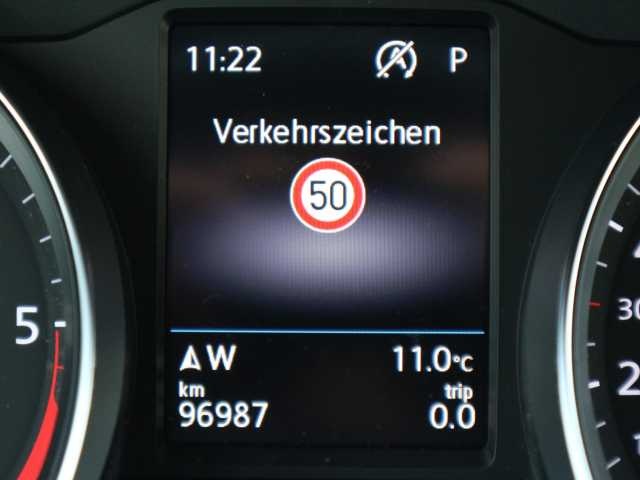 11:22 P
Verkehrszeichen
50
W 11.0°C
km trip
96987 0.0
5
30
2